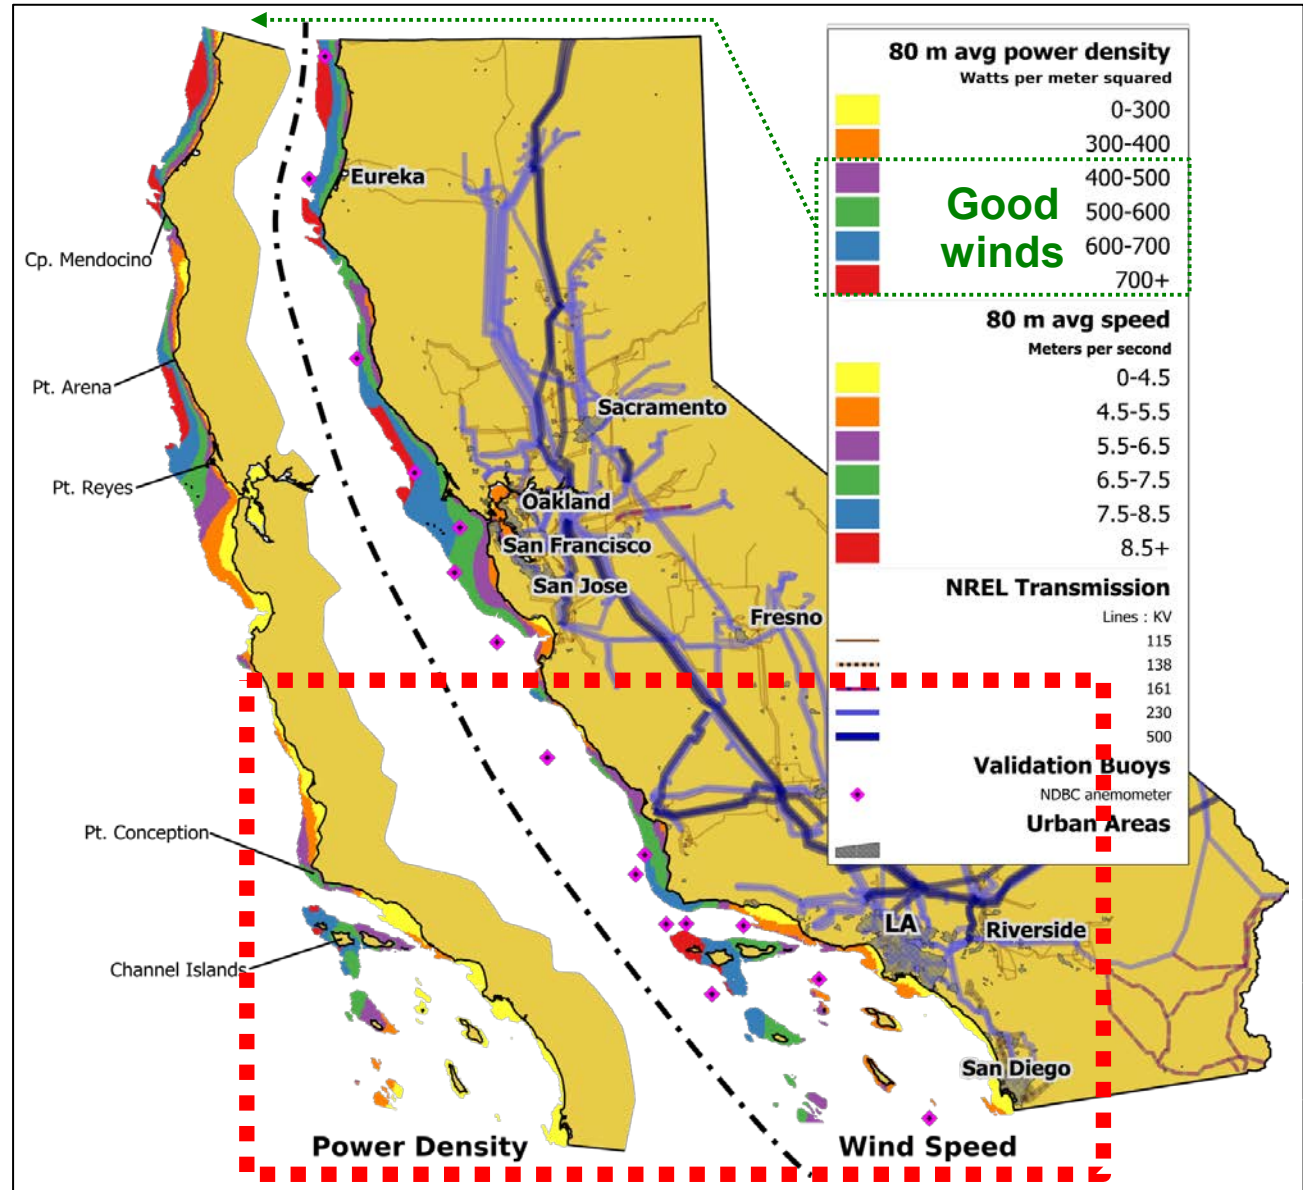 80 m avg power density
Watts per meter squared
0-300
300-400
400-500
500-600
600-700
700+
Good
winds
80 m avg speed
Meters per second
0-4.5
4.5-5.5
5.5-6.5
6.5-7.5
7.5-8.5
8.5+
NREL Transmission
Lines : KV
115
138
161
230
500
Validation Buoys
NDBC anemometer
Urban Areas
Cp. Mendocino
Pt. Arena
Pt. Reyes
Pt. Conception
Channel Islands
Eureka
Sacramento
Oakland
San Francisco
San Jose
Fresno
LA
Riverside
San Diego
Power Density
Wind Speed